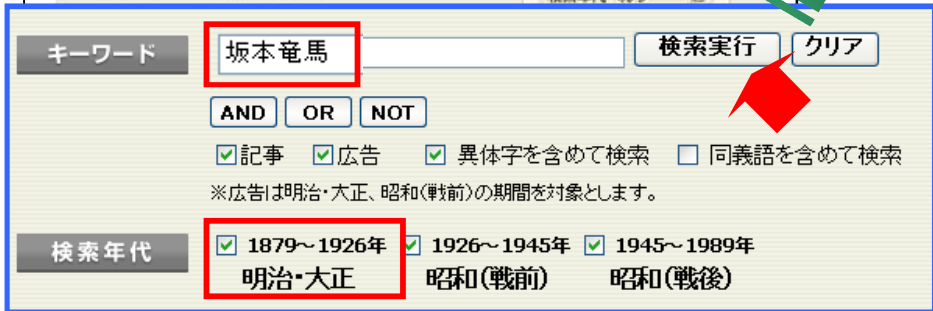 キーワード 坂本竜馬 検索実行 クリア
AND OR NOT
記事 広告 異体字を含めて検索 同義語を含めて検索
※広告は明治・大正、昭和(戦前)の期間を対象とします。
検索年代 1879～1926年 1926～1945年 1945～1989年
明治・大正 昭和(戦前) 昭和(戦後)